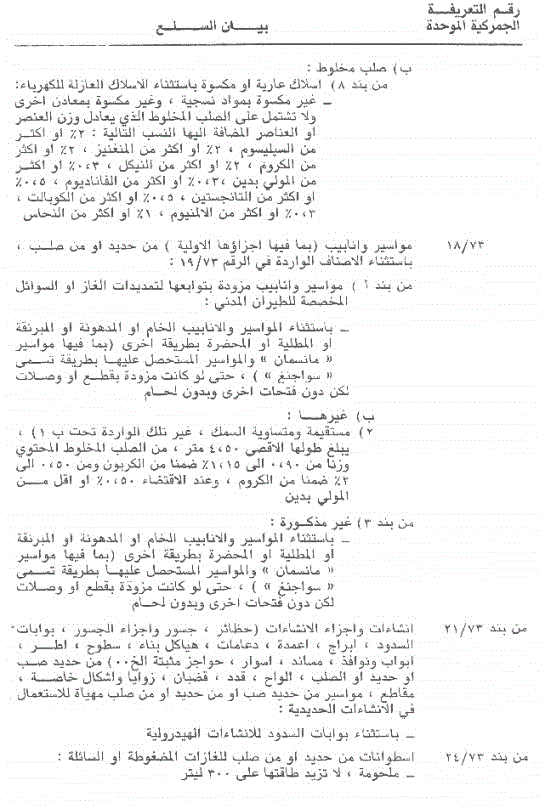 رقم التعريفة
الجمركية الموحدة
بيان السلع
ب) صلب مخلوط :
من بند ٨) اسلاك عارية او مكسوة باستثناء الاسلاك العازلة للكهرباء:
ـ غير مكسوة بمواد نسجية ، وغير مكسوة بمعادن اخرى
ولا تشتمل على الصلب المخلوط الذي يعادل وزن العنصر
او العناصر المضافة اليها النسب التالية : ٢٪ او اكثر
من السيليسوم ، ٢٪ او اكثر من المنغنيز ، ٢٪ او اكثر
من الكروم ، ٢٪ او اكثر من النيكل ، ٠,٣٪ او اكثر
من المولي بدين ، ٠,٣٪ او اكثر من الفاناديوم ، ٠,٥٪
او اكثر من التانجستين ، ٠,٥٪ او اكثر من الكوبالت ،
٠,٣٪ او اكثر من الالمنيوم ، ١٪ او اكثر من النحاس
١٨/٧٣ مواسير وانابيب (بما فيها اجزاؤها الاولية ) من حديد او من صلب ،
باستثناء الاصناف الواردة في الرقم ١٩/٧٣ :
من بند أ ) مواسير وانابيب مزودة بتوابعها لتمديدات الغاز او السوائل
المخصصة للطيران المدني :
ـ باستثناء المواسير والانابيب الخام او المدهونة او المبرنقة
او المطلية او المحضرة بطريقة اخرى (بما فيها مواسير
« مانسمان » والمواسير المستحصل عليها بطريقة تسمى
« سواجنغ » ) ، حتى لو كانت مزودة بقطع او وصلات
لكن دون فتحات اخرى وبدون لحام
ب) غيرها :
٢) مستقيمة ومتساوية السمك ، غير تلك الواردة تحت ب ١) ،
يبلغ طولها الاقصى ٤,٥٠ متر ، من الصلب المخلوط المحتوي
وزنا من ٠,٩٠ الى ١,١٥٪ ضمنا من الكربون ومن ٠,٥٠ الى
٢٪ ضمنا من الكروم ، وعند الاقتضاء ٠,٥٠٪ او اقل من
المولي بدين
من بند ٣) غير مذكورة :
ـ باستثناء المواسير والانابيب الخام او المدهونة او المبرنقة
او المطلية او المحضرة بطريقة اخرى (بما فيها مواسير
« مانسمان » والمواسير المستحصل عليها بطريقة تسمى
« سواجنغ » ) ، حتى لو كانت مزودة بقطع او وصلات
لكن دون فتحات اخرى وبدون لحام
من بند ٢١/٧٣ انشاءات واجزاء الانشاءات (حظائر ، جسور واجزاء الجسور ، بوابات
السدود ، ابراج ، اعمدة ، دعامات ، هياكل بناء ، سطوح ، اطر ،
ابواب ونوافذ ، مساند ، اسوار ، حواجز مثبتة الخ٠٠) من حديد صب
او حديد او الصلب ، الواح ، قدد ، قضبان ، زوايا واشكال خاصة ،
مقاطع ، مواسير من حديد صب او من حديد او من صلب مهيأة للاستعمال
في الانشاءات الحديدية :
ـ باستثناء بوابات السدود للانشاءات الهيدرولية
من بند ٢٤/٧٣ اسطوانات من حديد او من صلب للغازات المضغوطة او السائلة :
ـ ملحومة ، لا تزيد طاقتها على ٣٠٠ ليتر